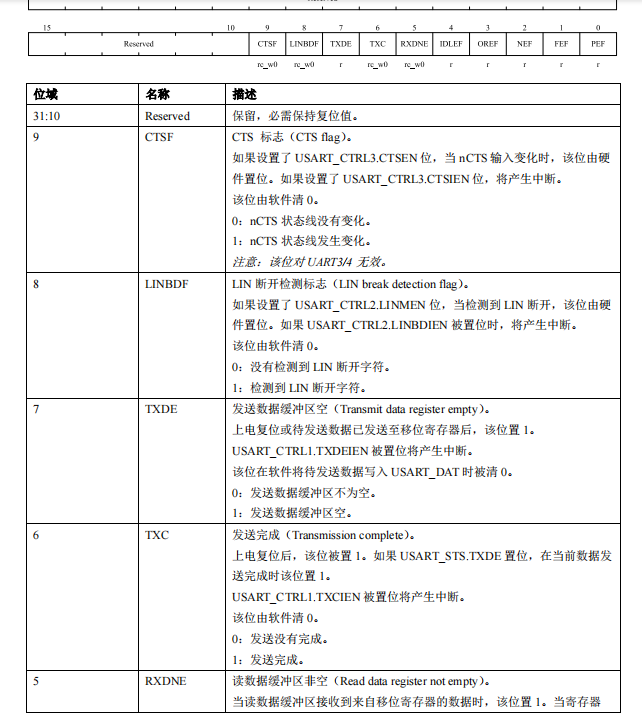 Reserved
15 10 9 8 7 6 5 4 3 2 1 0
Reserved CTSF LINBDF TXDE TXC RXDNE IDLEF OREF NEF FEF PEF
rc_w0 rc_w0 r rc_w0 rc_w0 r r r r r
位域 名称 描述
31:10 Reserved 保留，必需保持复位值。
9 CTSF CTS 标志（CTS flag）。
如果设置了 USART_CTRL3.CTSEN 位，当 nCTS 输入变化时，该位由硬
件置位。如果设置了 USART_CTRL3.CTSIEN 位，将产生中断。
该位由软件清 0。
0：nCTS 状态线没有变化。
1：nCTS 状态线发生变化。
注意：该位对 UART3/4 无效。
8 LINBDF LIN 断开检测标志（LIN break detection flag）。
如果设置了 USART_CTRL2.LINMEN 位，当检测到 LIN 断开，该位由硬
件置位。如果 USART_CTRL2.LINBDIEN 被置位时，将产生中断。
该位由软件清 0。
0：没有检测到 LIN 断开字符。
1：检测到 LIN 断开字符。
7 TXDE 发送数据缓冲区空（Transmit data register empty）。
上电复位或待发送数据已发送至移位寄存器后，该位置 1。
USART_CTRL1.TXDEIEN 被置位将产生中断。
该位在软件将待发送数据写入 USART_DAT 时被清 0。
0：发送数据缓冲区不为空。
1：发送数据缓冲区空。
6 TXC 发送完成（Transmission complete）。
上电复位后，该位被置 1。如果 USART_STS.TXDE 置位，在当前数据发
送完成时该位置 1。
USART_CTRL1.TXCIEN 被置位将产生中断。
该位由软件清 0。
0：发送没有完成。
1：发送完成。
5 RXDNE 读数据缓冲区非空（Read data register not empty）。
当读数据缓冲区接收到来自移位寄存器的数据时，该位置 1。当寄存器